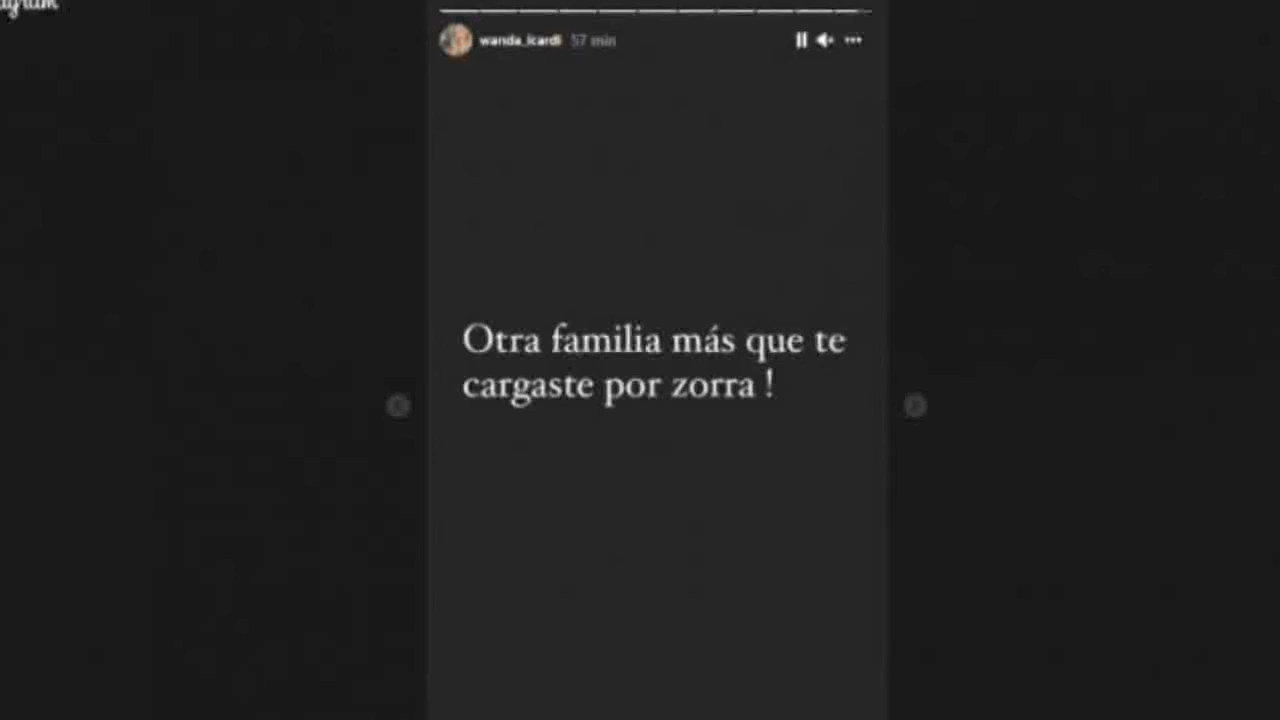 wanda_icardi 57 min
Otra familia más que te
cargaste por zorra !